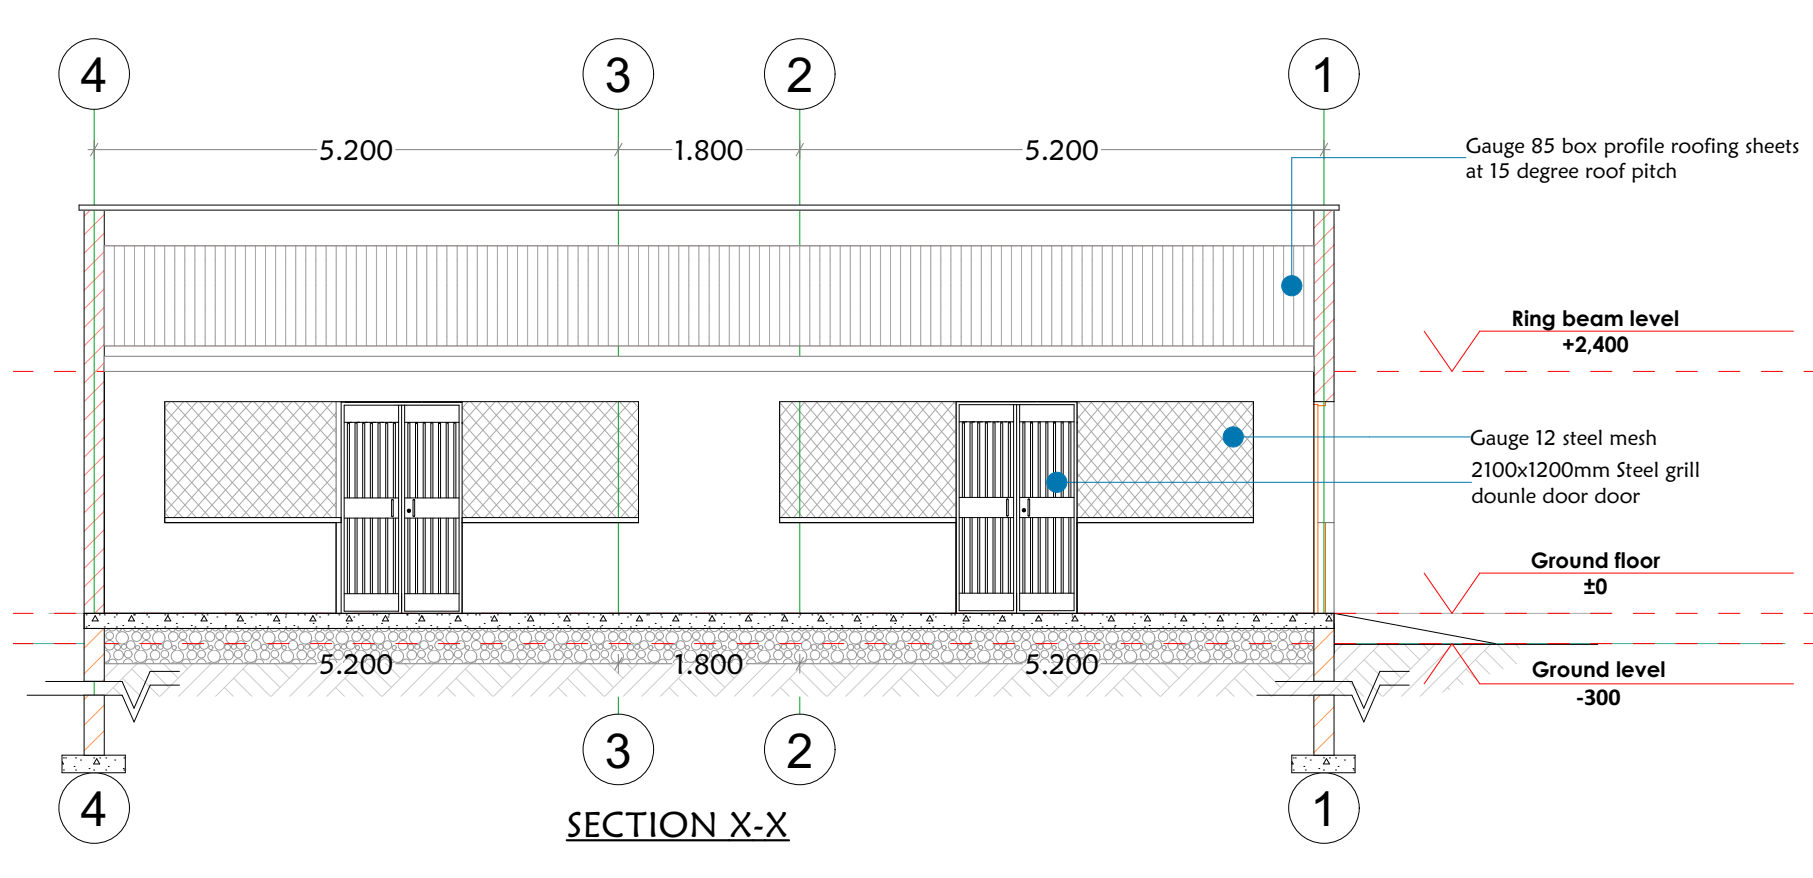 4 3 2 1
5.200 1.800 5.200
Gauge 85 box profile roofing sheets
at 15 degree roof pitch
Ring beam level
+2,400
Gauge 12 steel mesh
2100x1200mm Steel grill
dounle door door
Ground floor
±0
5.200 1.800 5.200
Ground level
-300
3 2
4 1
SECTION X-X